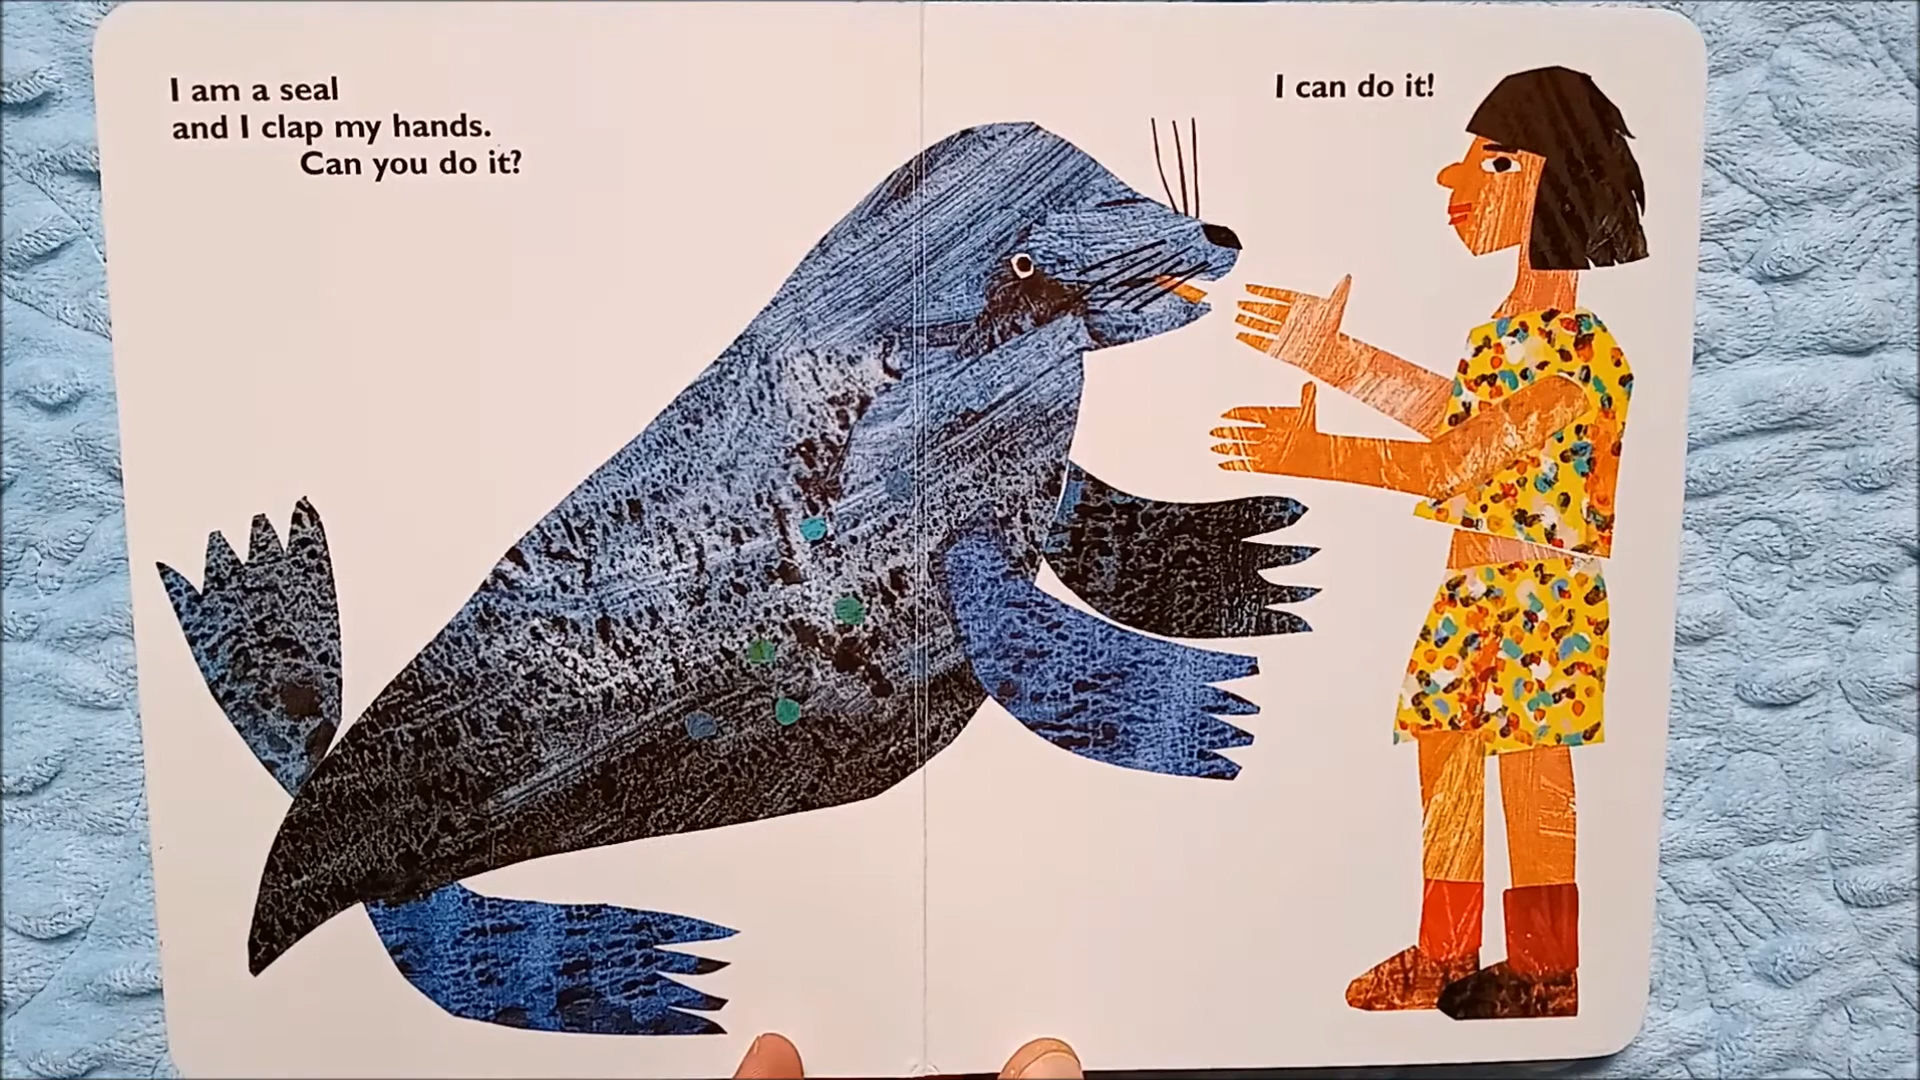 I am a seal
and I clap my hands.
Can you do it?
I can do it!